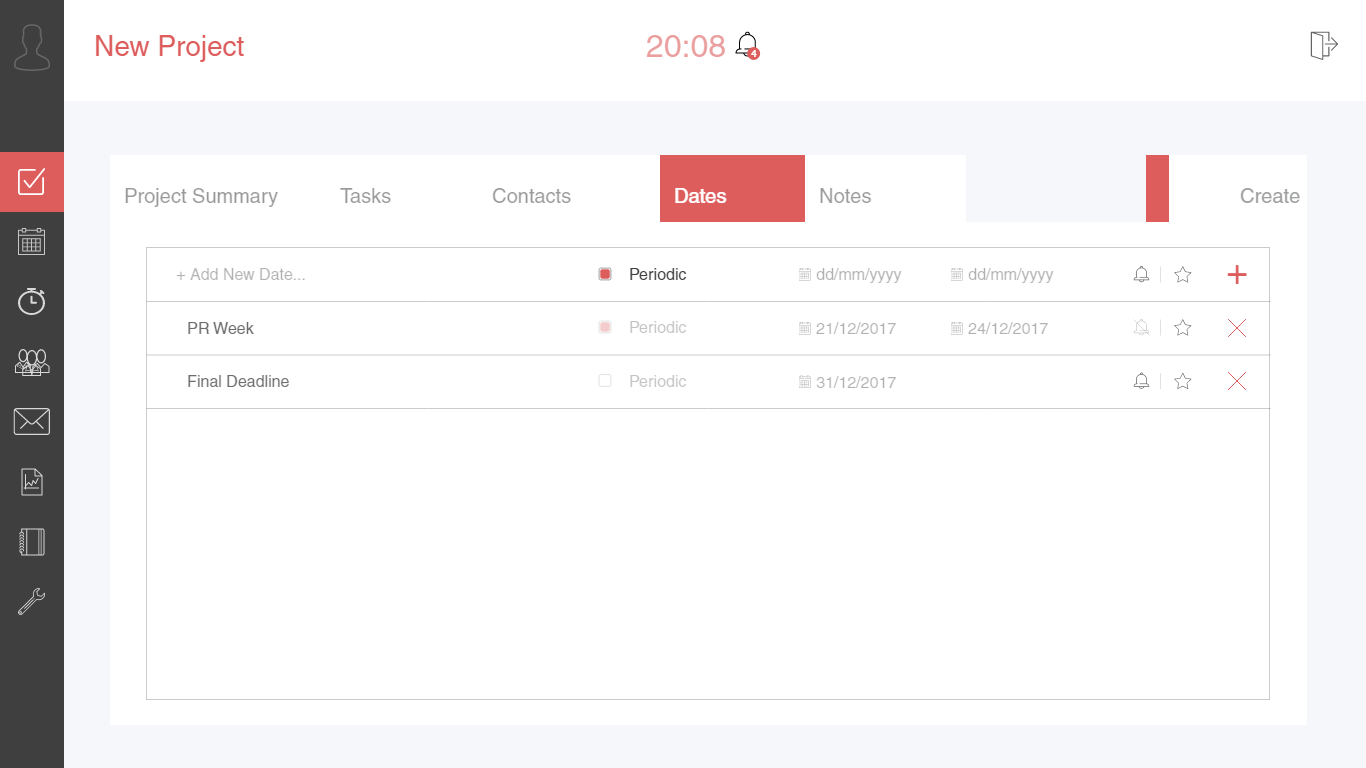 New Project
20:08
4
Project Summary Tasks Contacts Dates Notes Create
+ Add New Date... Periodic dd/mm/yyyy dd/mm/yyyy
PR Week Periodic 21/12/2017 24/12/2017
Final Deadline Periodic 31/12/2017